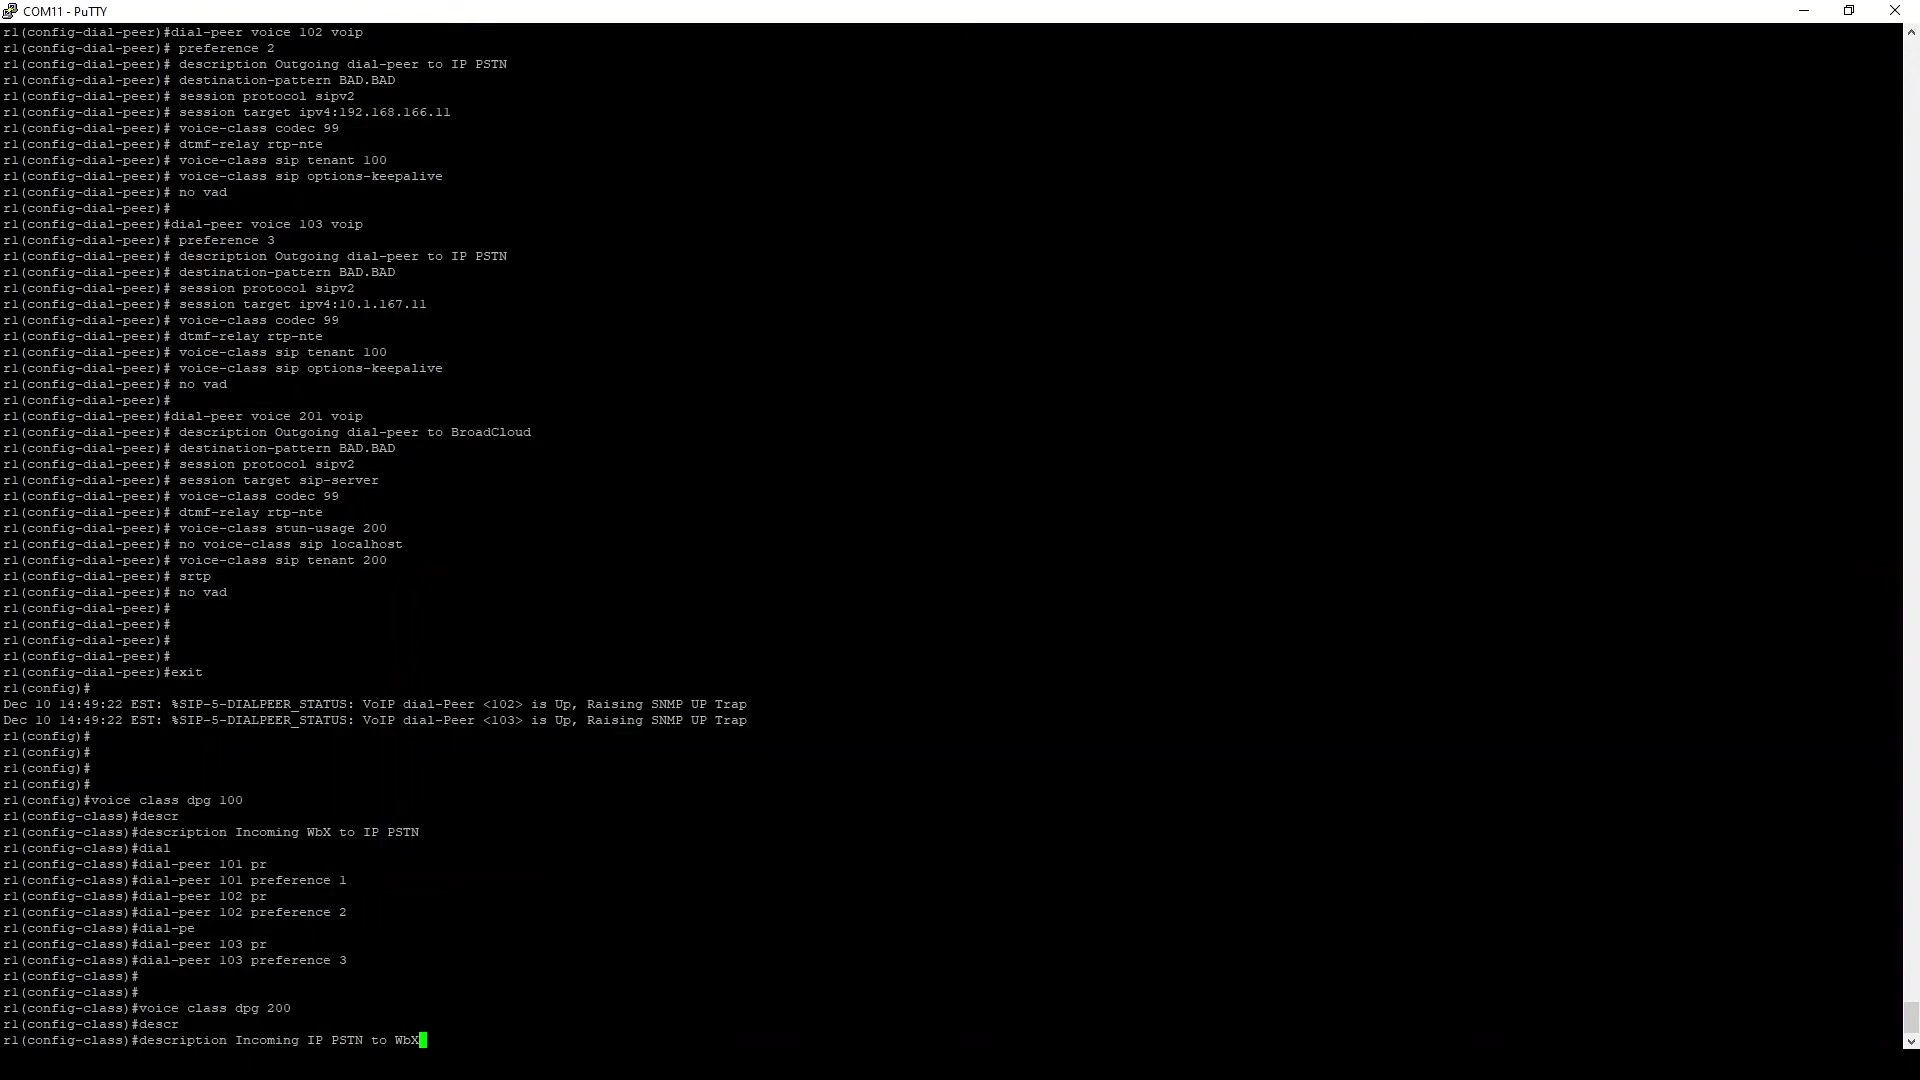 COM11 - PuTTY
r1(config-dial-peer)#dial-peer voice 102 voip
r1(config-dial-peer)# preference 2
r1(config-dial-peer)# description Outgoing dial-peer to IP PSTN
r1(config-dial-peer)# destination-pattern BAD.BAD
r1(config-dial-peer)# session protocol sipv2
r1(config-dial-peer)# session target ipv4:192.168.166.11
r1(config-dial-peer)# voice-class codec 99
r1(config-dial-peer)# dtmf-relay rtp-nte
r1(config-dial-peer)# voice-class sip tenant 100
r1(config-dial-peer)# voice-class sip options-keepalive
r1(config-dial-peer)# no vad
r1(config-dial-peer)#
r1(config-dial-peer)#dial-peer voice 103 voip
r1(config-dial-peer)# preference 3
r1(config-dial-peer)# description Outgoing dial-peer to IP PSTN
r1(config-dial-peer)# destination-pattern BAD.BAD
r1(config-dial-peer)# session protocol sipv2
r1(config-dial-peer)# session target ipv4:10.1.167.11
r1(config-dial-peer)# voice-class codec 99
r1(config-dial-peer)# dtmf-relay rtp-nte
r1(config-dial-peer)# voice-class sip tenant 100
r1(config-dial-peer)# voice-class sip options-keepalive
r1(config-dial-peer)# no vad
r1(config-dial-peer)#
r1(config-dial-peer)#dial-peer voice 201 voip
r1(config-dial-peer)# description Outgoing dial-peer to BroadCloud
r1(config-dial-peer)# destination-pattern BAD.BAD
r1(config-dial-peer)# session protocol sipv2
r1(config-dial-peer)# session target sip-server
r1(config-dial-peer)# voice-class codec 99
r1(config-dial-peer)# dtmf-relay rtp-nte
r1(config-dial-peer)# voice-class stun-usage 200
r1(config-dial-peer)# no voice-class sip localhost
r1(config-dial-peer)# voice-class sip tenant 200
r1(config-dial-peer)# srtp
r1(config-dial-peer)# no vad
r1(config-dial-peer)#
r1(config-dial-peer)#
r1(config-dial-peer)#
r1(config-dial-peer)#
r1(config-dial-peer)#exit
r1(config)#
Dec 10 14:49:22 EST: %SIP-5-DIALPEER_STATUS: VoIP dial-Peer <102> is Up, Raising SNMP UP Trap
Dec 10 14:49:22 EST: %SIP-5-DIALPEER_STATUS: VoIP dial-Peer <103> is Up, Raising SNMP UP Trap
r1(config)#
r1(config)#
r1(config)#
r1(config)#
r1(config)#voice class dpg 100
r1(config-class)#descr
r1(config-class)#description Incoming WbX to IP PSTN
r1(config-class)#dial
r1(config-class)#dial-peer 101 pr
r1(config-class)#dial-peer 101 preference 1
r1(config-class)#dial-peer 102 pr
r1(config-class)#dial-peer 102 preference 2
r1(config-class)#dial-pe
r1(config-class)#dial-peer 103 pr
r1(config-class)#dial-peer 103 preference 3
r1(config-class)#
r1(config-class)#
r1(config-class)#voice class dpg 200
r1(config-class)#descr
r1(config-class)#description Incoming IP PSTN to WbX